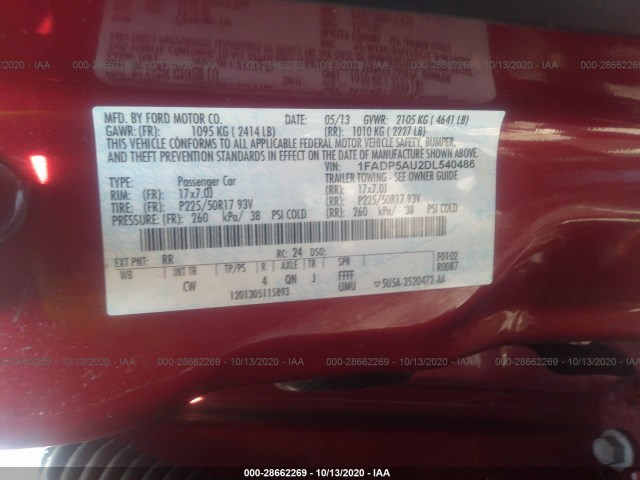 000-28662269 - 10/13/2020 - IAA
MFD. BY FORD MOTOR CO.
DATE: 05/13 GVWR: 2105 KG ( 4641 LB)
GAWR: (FR): 1095 KG ( 2414 LB) (RR): 1010 KG ( 2227 LB)
THIS VEHICLE CONFORMS TO ALL APPLICABLE FEDERAL MOTOR VEHICLE SAFETY, BUMPER,
AND THEFT PREVENTION STANDARDS IN EFFECT ON THE DATE OF MANUFACTURE SHOWN ABOVE.
VIN: 1FADP5AU2DL540486
TYPE: Passenger Car TRAILER TOWING - SEE OWNER GUIDE
RIM: (FR): 17x7.0J (RR): 17x7.0J
TIRE: (FR): P225/50R17 93V (RR): P225/50R17 93V
PRESSURE: (FR): 260 kPa/ 38 PSI COLD (RR): 260 kPa/ 38 PSI COLD
EXT PNT: RR RC: 24 DSO:
WB INT TR TP/PS R AXLE TR SPR
CW 4 QN J FFFF
UMU
F0102
R0087
1201305115893
5U5A-3520472 AA
000-28662269 - 10/13/2020 - IAA